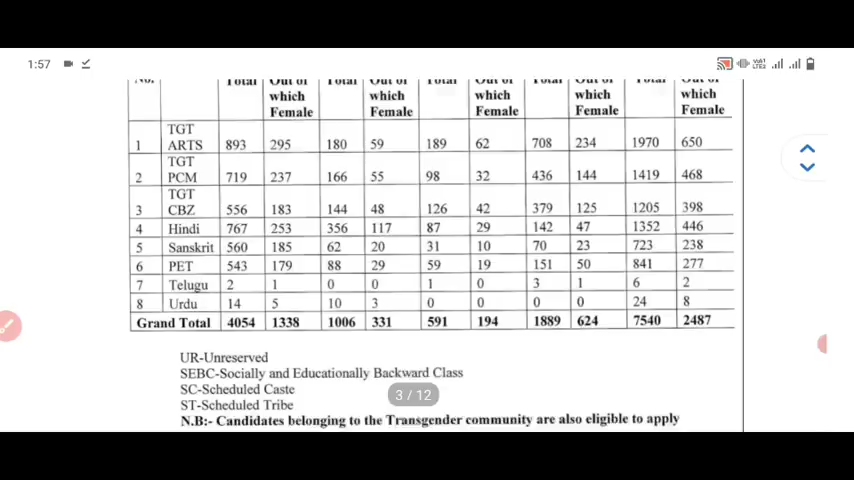 1:57
No. Total Out of Total Out of Total Out of Total Out of Total Out of
which which which which which
Female Female Female Female Female
TGT
1 ARTS 893 295 180 59 189 62 708 234 1970 650
TGT
2 PCM 719 237 166 55 98 32 436 144 1419 468
TGT
3 CBZ 556 183 144 48 126 42 379 125 1205 398
4 Hindi 767 253 356 117 87 29 142 47 1352 446
5 Sanskrit 560 185 62 20 31 10 70 23 723 238
6 PET 543 179 88 29 59 19 151 50 841 277
7 Telugu 2 1 0 0 1 0 3 1 6 2
8 Urdu 14 5 10 3 0 0 0 0 24 8
Grand Total 4054 1338 1006 331 591 194 1889 624 7540 2487
UR-Unreserved
SEBC-Socially and Educationally Backward Class
SC-Scheduled Caste
3 / 12
ST-Scheduled Tribe
N.B:- Candidates belonging to the Transgender community are also eligible to apply